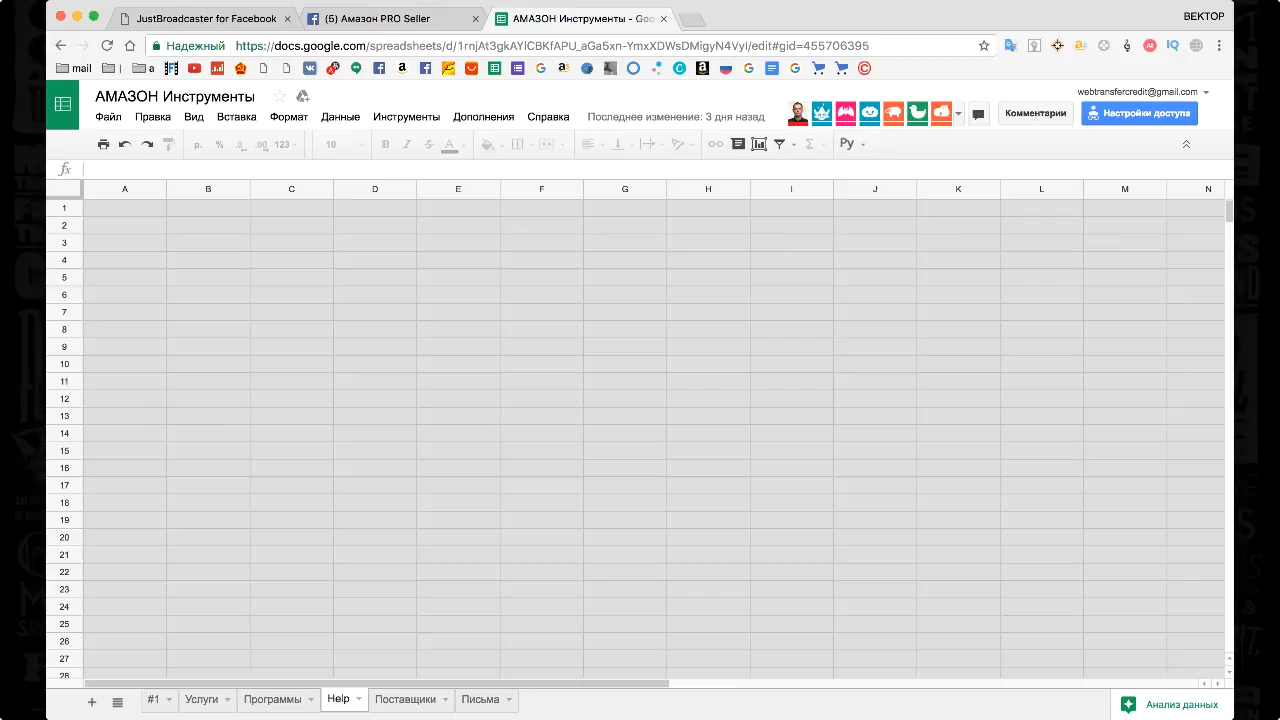 JustBroadcaster for Facebook
(5) Амазон PRO Seller
АМАЗОН Инструменты - Goo
ВЕКТОР
Надежный
https://docs.google.com/spreadsheets/d/1rnjAt3gkAYlCBKtAPU_aGa5xn-YmxXDWsDMigyN4VyI/edit#gid=455706395
mail
a
АМАЗОН Инструменты
webtransfercredit@gmail.com
Файл Правка Вид Вставка Формат Данные Инструменты Дополнения Справка Последнее изменение: 3 дня назад
Комментарии
Настройки доступа
р. % .0 .00 123 10 B I S A Σ Ру
fx
A B C D E F G H I J K L M N
1
2
3
4
5
6
7
8
9
10
11
12
13
14
15
16
17
18
19
20
21
22
23
24
25
26
27
28
#1 Услуги Программы Help Поставщики Письма
Анализ данных